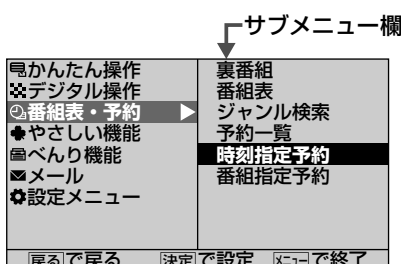 サブメニュー欄
かんたん操作
デジタル操作
番組表・予約
やさしい機能
べんり機能
メール
設定メニュー
裏番組
番組表
ジャンル検索
予約一覧
時刻指定予約
番組指定予約
戻るで戻る 決定で設定 メニューで終了